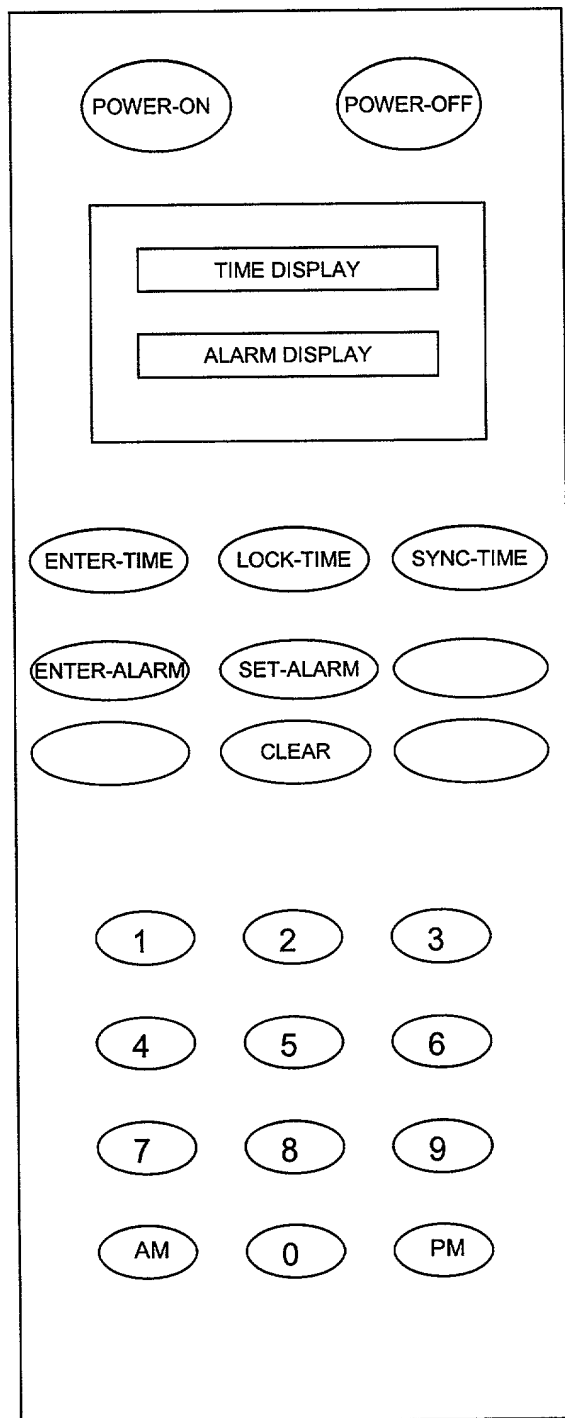 POWER-ON POWER-OFF
TIME DISPLAY
ALARM DISPLAY
ENTER-TIME LOCK-TIME SYNC-TIME
ENTER-ALARM SET-ALARM
CLEAR
1 2 3
4 5 6
7 8 9
AM 0 PM